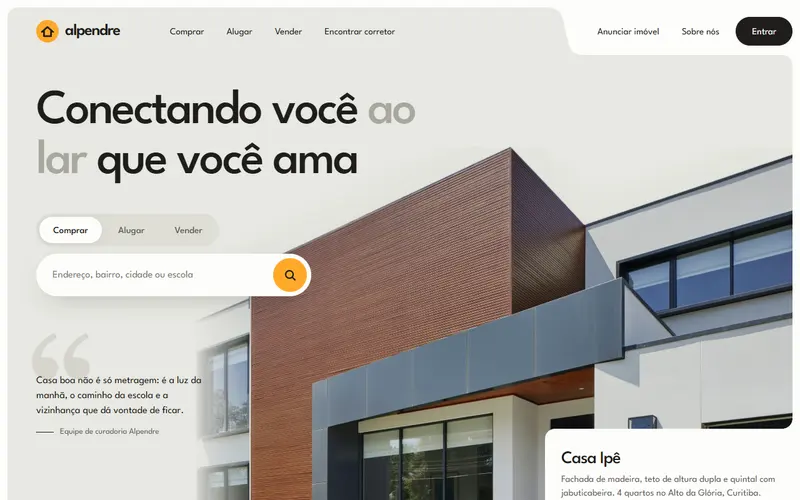 alpendre
Comprar
Alugar
Vender
Encontrar corretor
Anunciar imóvel
Sobre nós
Entrar
Conectando você ao
lar que você ama
Comprar
Alugar
Vender
Endereço, bairro, cidade ou escola
“
Casa boa não é só metragem: é a luz da
manhã, o caminho da escola e a
vizinhança que dá vontade de ficar.
Equipe de curadoria Alpendre
Casa Ipê
Fachada de madeira, teto de altura dupla e quintal com
jabuticabeira. 4 quartos no Alto da Glória, Curitiba.